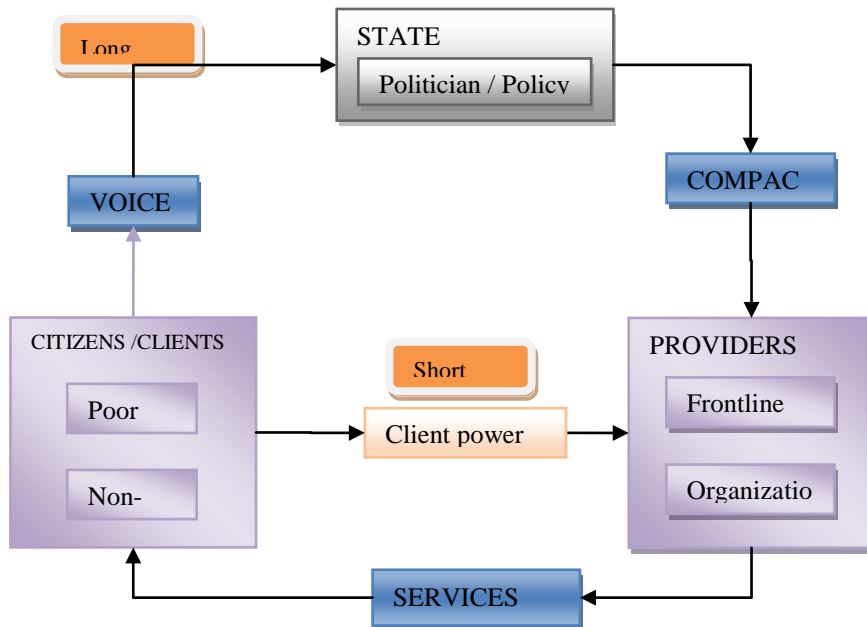 Long
STATE
Politician / Policy
VOICE
COMPAC
CITIZENS /CLIENTS
PROVIDERS
Short
Poor
Frontline
Client power
Non-
Organizatio
SERVICES